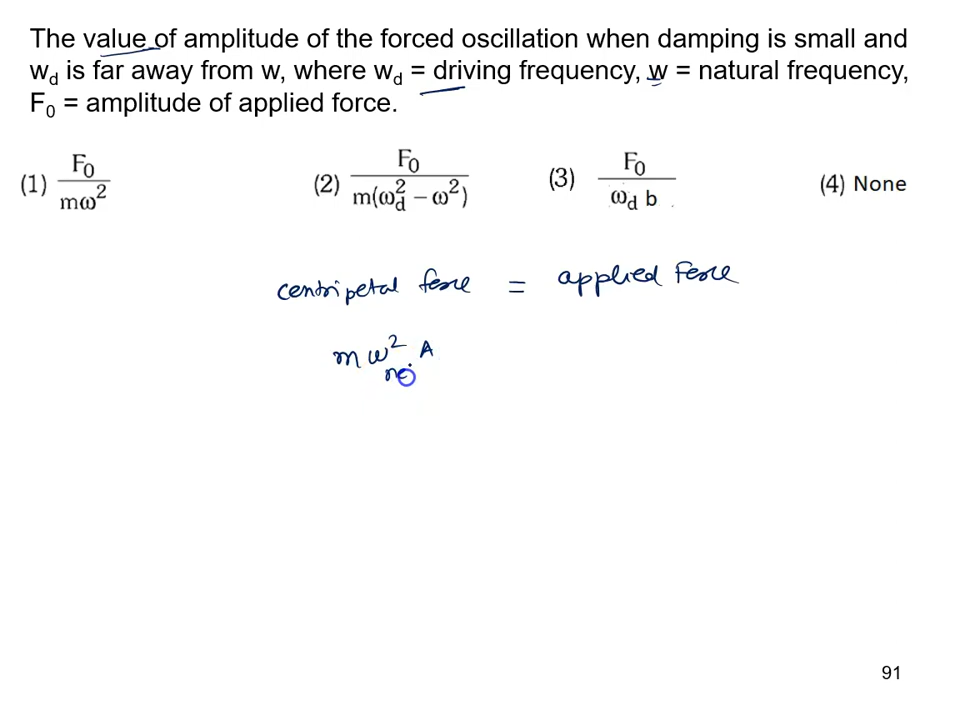 The value of amplitude of the forced oscillation when damping is small and
w_d is far away from w, where w_d = driving frequency, w = natural frequency,
F_0 = amplitude of applied force.
(1) F_0 / mω^2 (2) F_0 / m(ω_d^2 − ω^2) (3) F_0 / ω_d b (4) None
centripetal force = applied Force
m ω^2 A
91